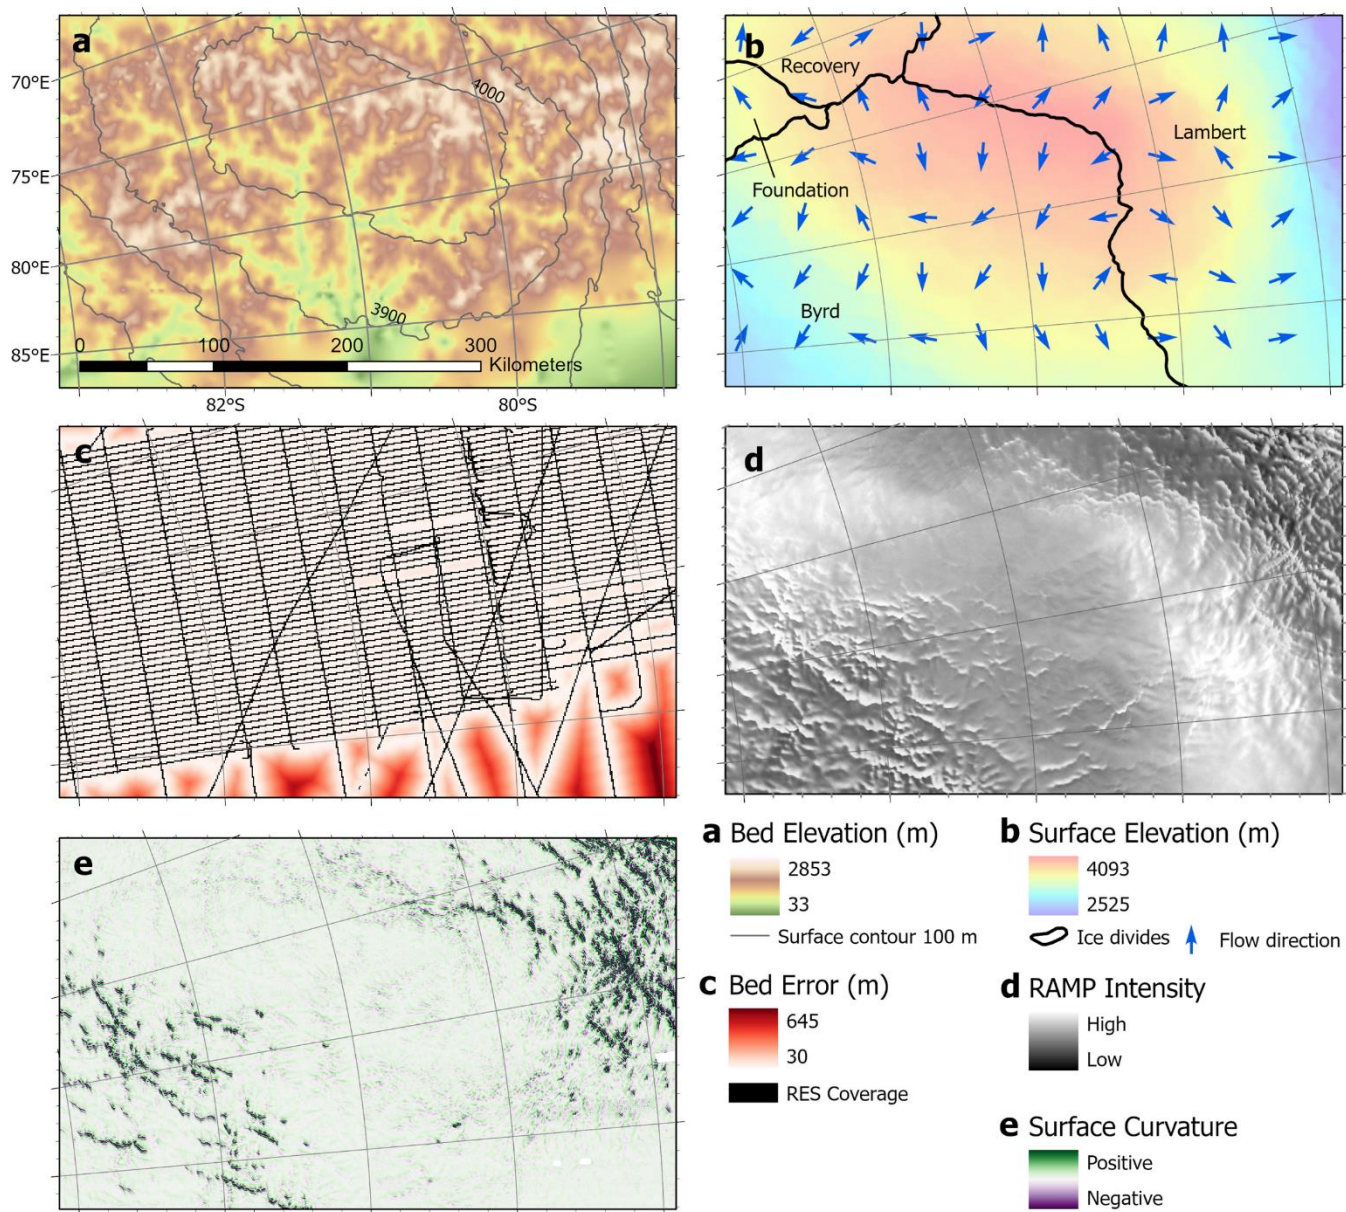 a
4000
70°E
75°E
80°E
85°E
3900
0 100 200 300
Kilometers
82°S 80°S
b
Recovery
Lambert
Foundation
Byrd
c
d
e
a Bed Elevation (m)
2853
33
Surface contour 100 m
b Surface Elevation (m)
4093
2525
Ice divides
Flow direction
c Bed Error (m)
645
30
RES Coverage
d RAMP Intensity
High
Low
e Surface Curvature
Positive
Negative